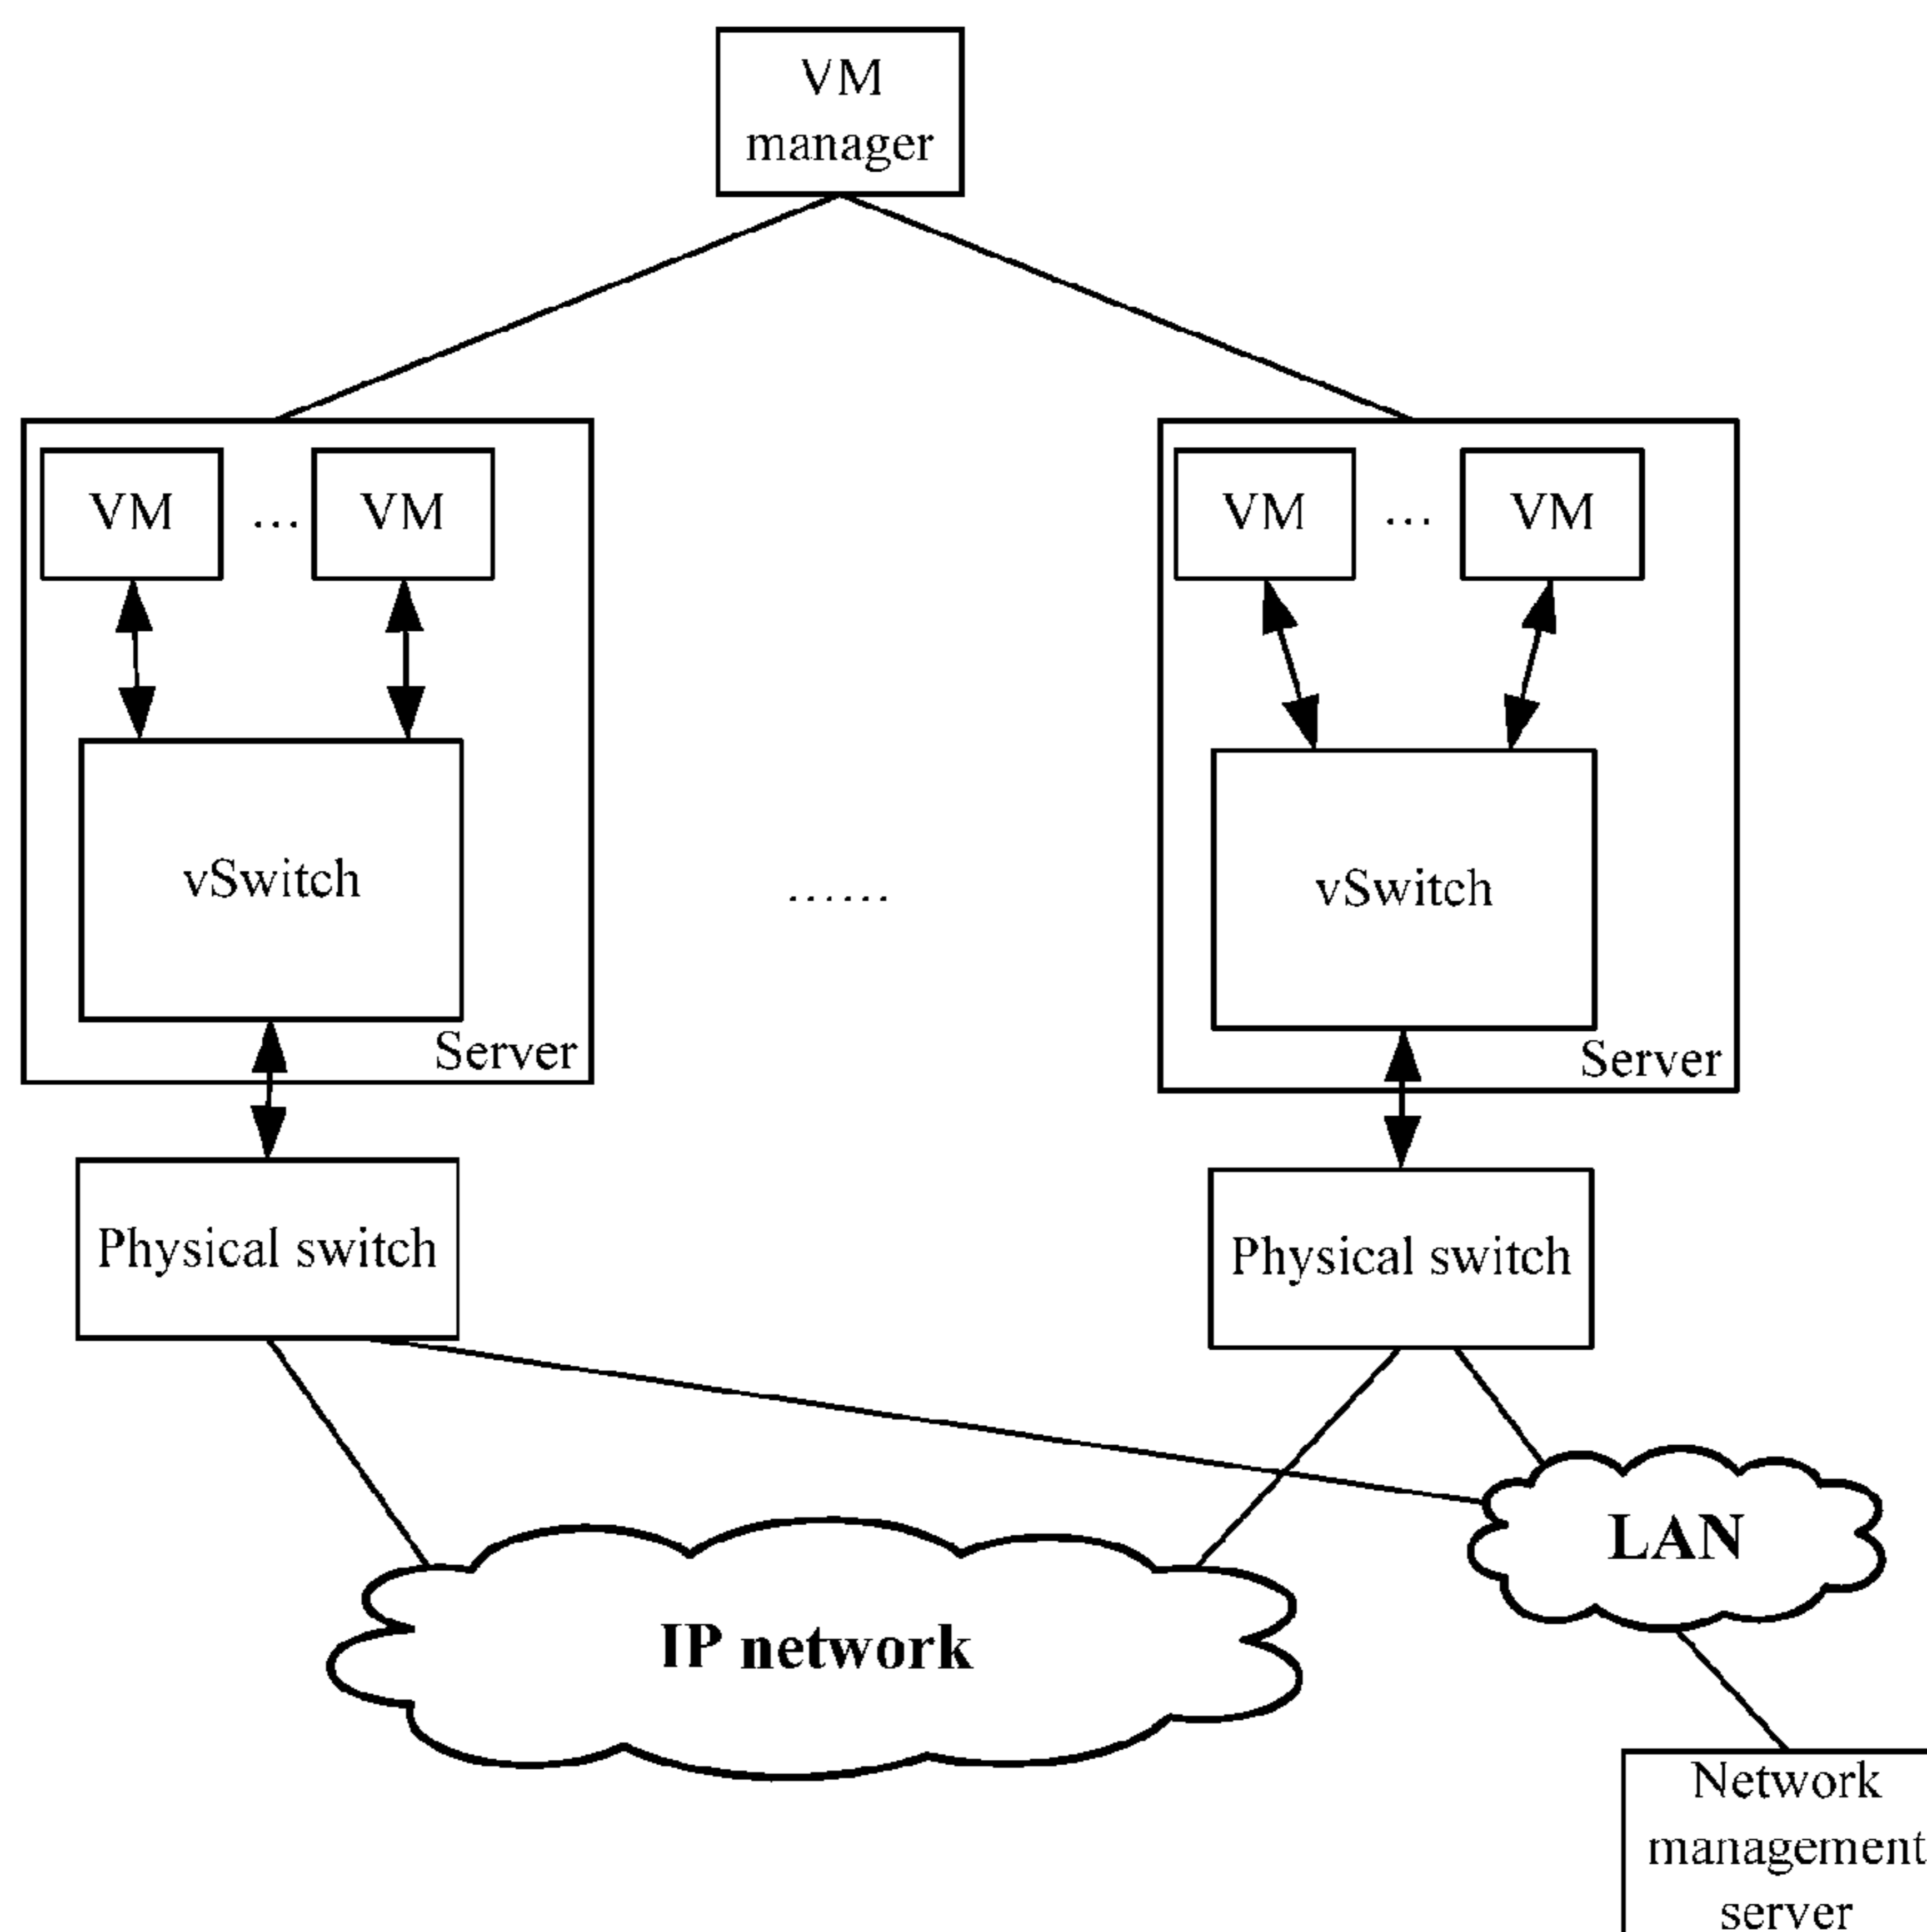 VM
manager
VM
...
VM
VM
...
VM
vSwitch
......
vSwitch
Server
Server
Physical switch
Physical switch
LAN
IP network
Network
management
server